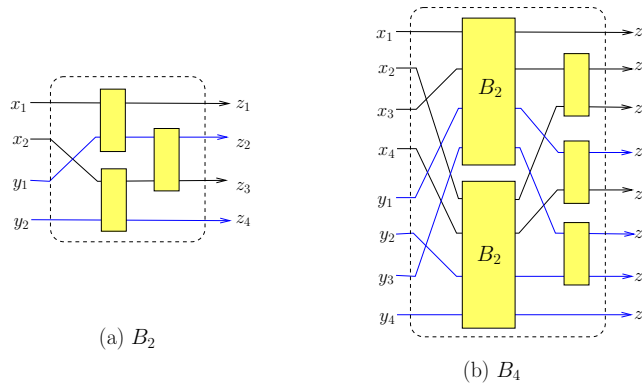 x₁
z₁
x₂
z₂
y₁
z₃
y₂
z₄
(a) B₂
x₁
z
x₂
z
B₂
x₃
z
x₄
z
y₁
z
y₂
z
B₂
y₃
z
y₄
z
(b) B₄